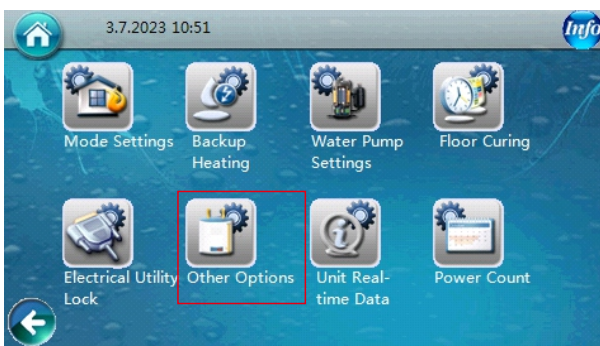 3.7.2023 10:51
Info
Mode Settings
Backup
Heating
Water Pump
Settings
Floor Curing
Electrical Utility
Lock
Other Options
Unit Real-
time Data
Power Count